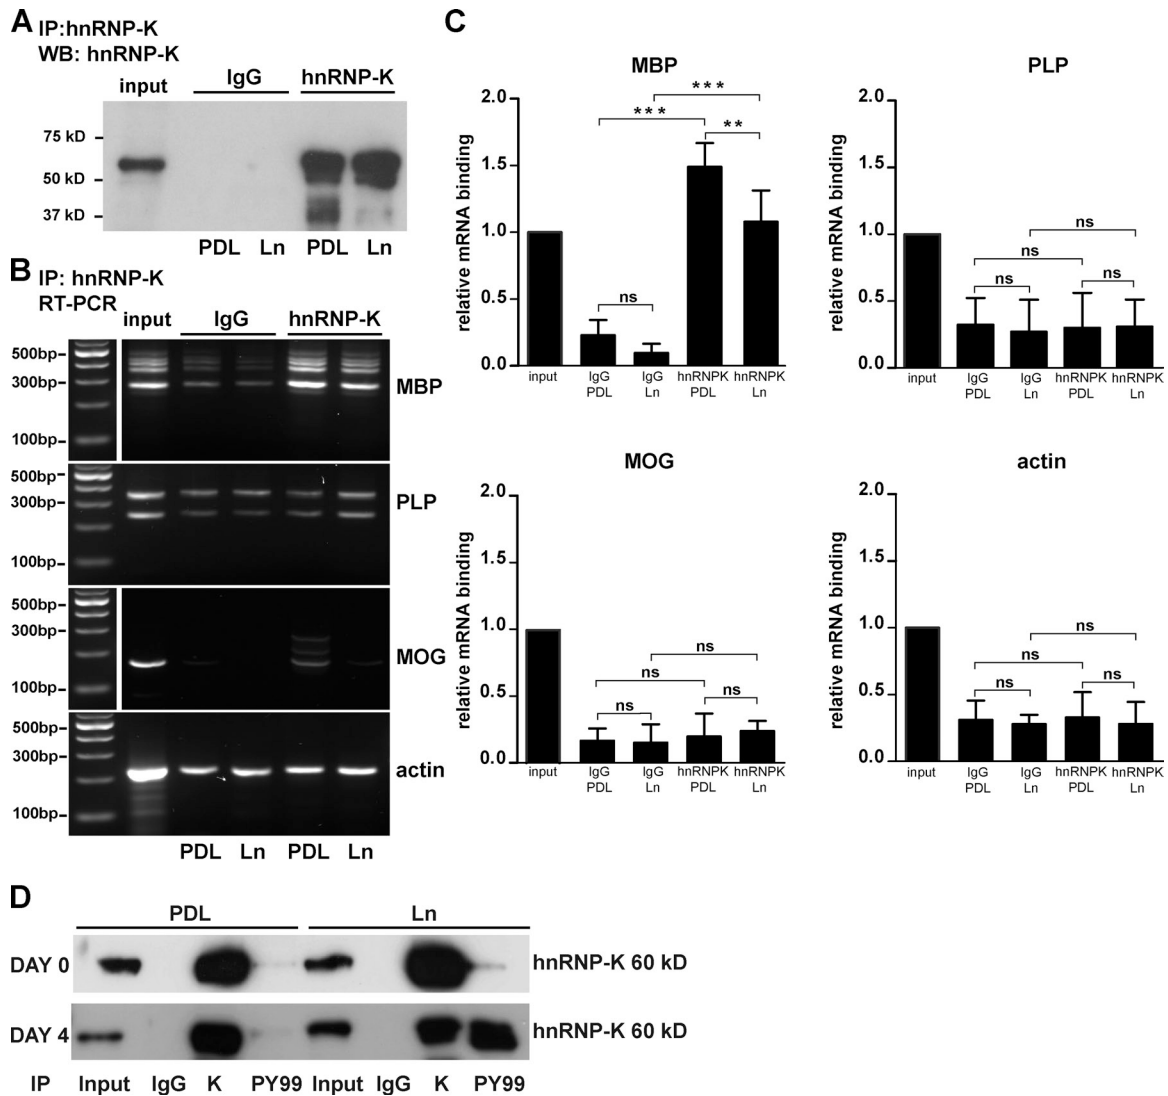 A
IP:hnRNP-K
WB: hnRNP-K
input IgG hnRNP-K
75 kD
50 kD
37 kD
PDL Ln PDL Ln
B
IP: hnRNP-K
RT-PCR
input IgG hnRNP-K
500bp
300bp
100bp
MBP
500bp
300bp
100bp
PLP
500bp
300bp
100bp
MOG
500bp
300bp
100bp
actin
PDL Ln PDL Ln
C
MBP
relative mRNA binding
2.0
1.5
1.0
0.5
0.0
***
***
**
ns
input IgG IgG hnRNPK hnRNPK
PDL Ln PDL Ln
PLP
relative mRNA binding
2.0
1.5
1.0
0.5
0.0
ns
ns
ns
ns
input IgG IgG hnRNPK hnRNPK
PDL Ln PDL Ln
MOG
relative mRNA binding
2.0
1.5
1.0
0.5
0.0
ns
ns
ns
ns
input IgG IgG hnRNPK hnRNPK
PDL Ln PDL Ln
actin
relative mRNA binding
2.0
1.5
1.0
0.5
0.0
ns
ns
ns
ns
input IgG IgG hnRNPK hnRNPK
PDL Ln PDL Ln
D
PDL Ln
DAY 0 hnRNP-K 60 kD
DAY 4 hnRNP-K 60 kD
IP Input IgG K PY99 Input IgG K PY99